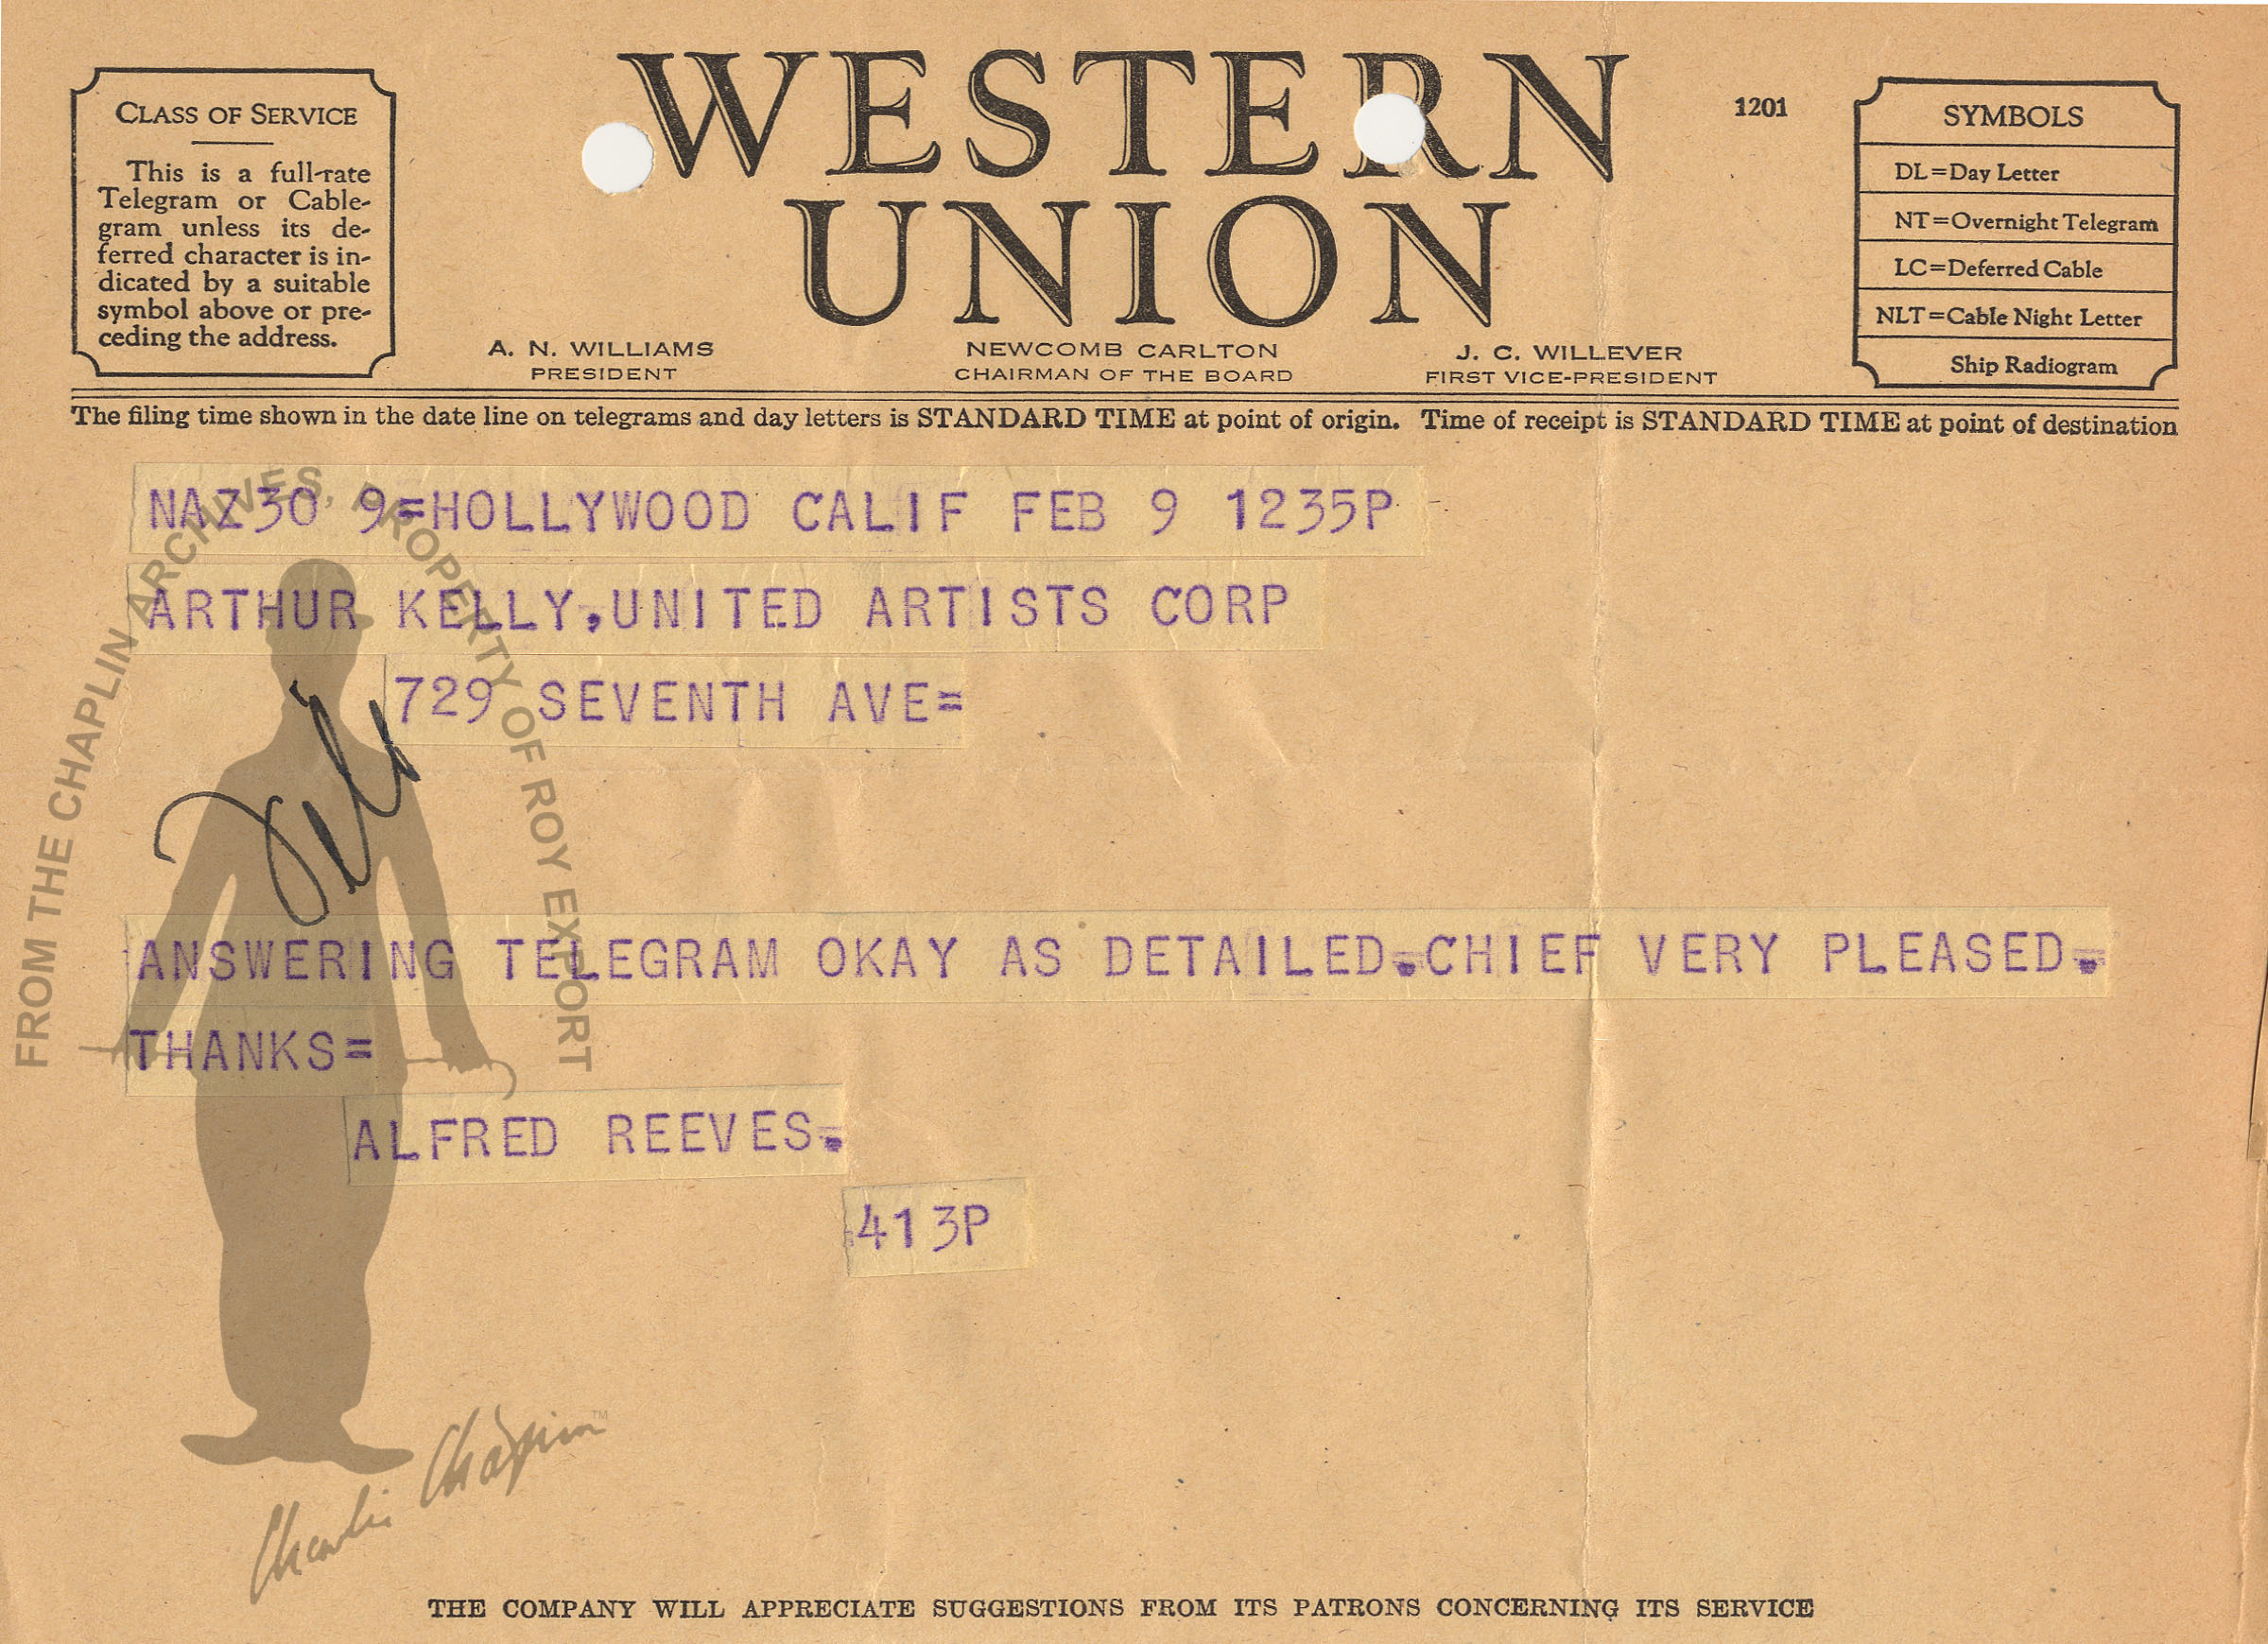 WESTERN
UNION
1201
CLASS OF SERVICE
This is a full-rate
Telegram or Cable-
gram unless its de-
ferred character is in-
dicated by a suitable
symbol above or pre-
ceding the address.
SYMBOLS
DL=Day Letter
NT=Overnight Telegram
LC=Deferred Cable
NLT=Cable Night Letter
Ship Radiogram
A. N. WILLIAMS
PRESIDENT
NEWCOMB CARLTON
CHAIRMAN OF THE BOARD
J. C. WILLEVER
FIRST VICE-PRESIDENT
The filing time shown in the date line on telegrams and day letters is STANDARD TIME at point of origin. Time of receipt is STANDARD TIME at point of destination
NAZ30 9=HOLLYWOOD CALIF FEB 9 1235P
ARTHUR KELLY,UNITED ARTISTS CORP
729 SEVENTH AVE=
ANSWERING TELEGRAM OKAY AS DETAILED.CHIEF VERY PLEASED.
THANKS=
ALFRED REEVES.
413P
FROM THE CHAPLIN ARCHIVES, PROPERTY OF ROY EXPORT
Charlie Chaplin™
THE COMPANY WILL APPRECIATE SUGGESTIONS FROM ITS PATRONS CONCERNING ITS SERVICE